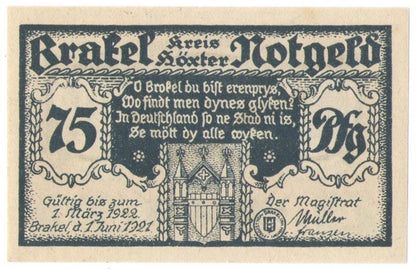 Brakel Kreis Höxter Notgeld
O Brokel du bist erenprys,
Wo findt men dynes glyken?
In Deutschland so ne Stad ni is,
Se mött dy alle wyken.
75 Pfg
Gültig bis zum
1. März 1922
Brakel d. 1 Juni 1921
Der Magistrat
Müller